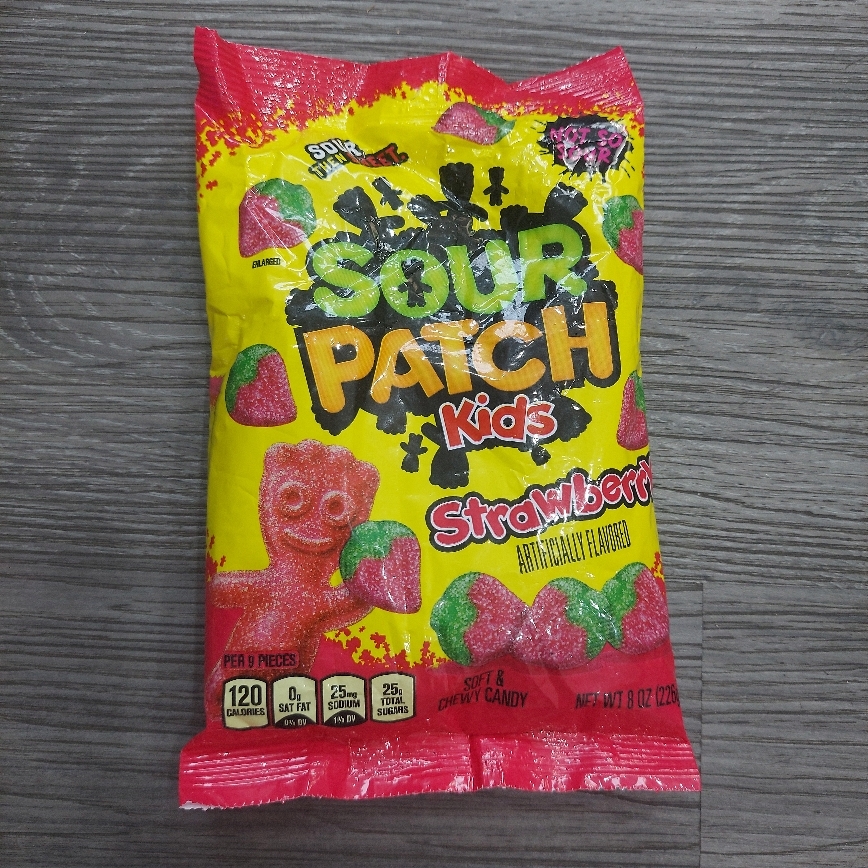 SOUR
THEN SWEET.
NOT SO
SOUR!
ENLARGED
SOUR
PATCH
Kids
Strawberry
ARTIFICIALLY FLAVORED
PER 9 PIECES
120
CALORIES
0g
SAT FAT
0% DV
25mg
SODIUM
1% DV
25g
TOTAL
SUGARS
SOFT &
CHEWY CANDY
NET WT 8 OZ (226